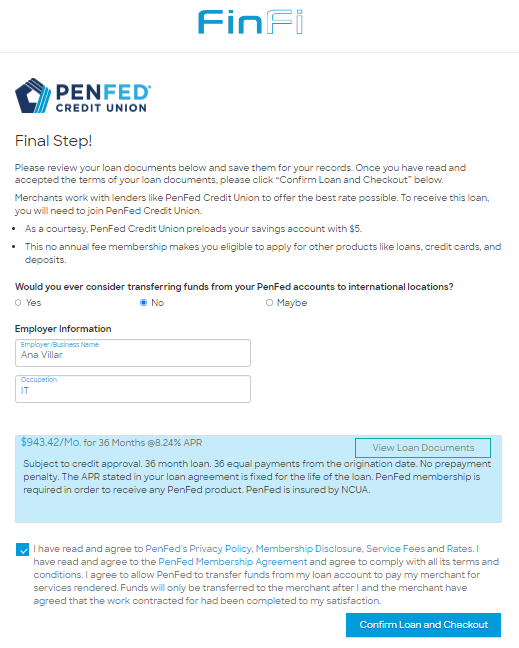 FinFi
PENFED®
CREDIT UNION
Final Step!
Please review your loan documents below and save them for your records. Once you have read and
accepted the terms of your loan documents, please click "Confirm Loan and Checkout" below.
Merchants work with lenders like PenFed Credit Union to offer the best rate possible. To receive this loan,
you will need to join PenFed Credit Union.
• As a courtesy, PenFed Credit Union preloads your savings account with $5.
• This no annual fee membership makes you eligible to apply for other products like loans, credit cards, and
deposits.
Would you ever consider transferring funds from your PenFed accounts to international locations?
Yes No Maybe
Employer Information
Employer/Business Name
Ana Villar
Occupation
IT
$943.42/Mo. for 36 Months @8.24% APR
View Loan Documents
Subject to credit approval. 36 month loan. 36 equal payments from the origination date. No prepayment
penalty. The APR stated in your loan agreement is fixed for the life of the loan. PenFed membership is
required in order to receive any PenFed product. PenFed is insured by NCUA.
I have read and agree to PenFed's Privacy Policy, Membership Disclosure, Service Fees and Rates. I
have read and agree to the PenFed Membership Agreement and agree to comply with all its terms and
conditions. I agree to allow PenFed to transfer funds from my loan account to pay my merchant for
services rendered. Funds will only be transferred to the merchant after I and the merchant have
agreed that the work contracted for had been completed to my satisfaction.
Confirm Loan and Checkout